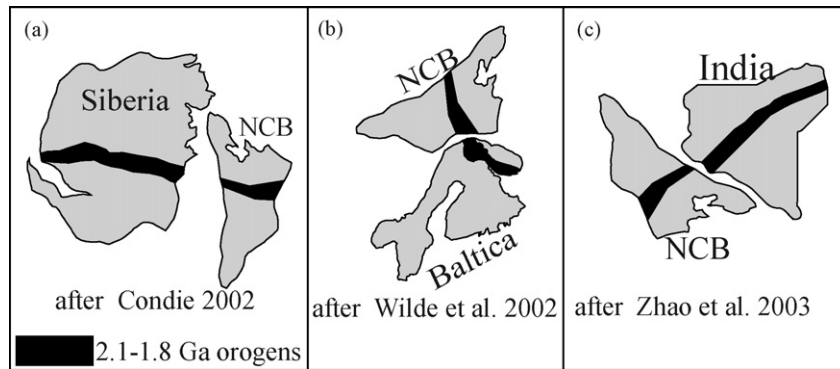 (a)
Siberia
NCB
after Condie 2002
2.1-1.8 Ga orogens
(b)
NCB
Baltica
after Wilde et al. 2002
(c)
India
NCB
after Zhao et al. 2003